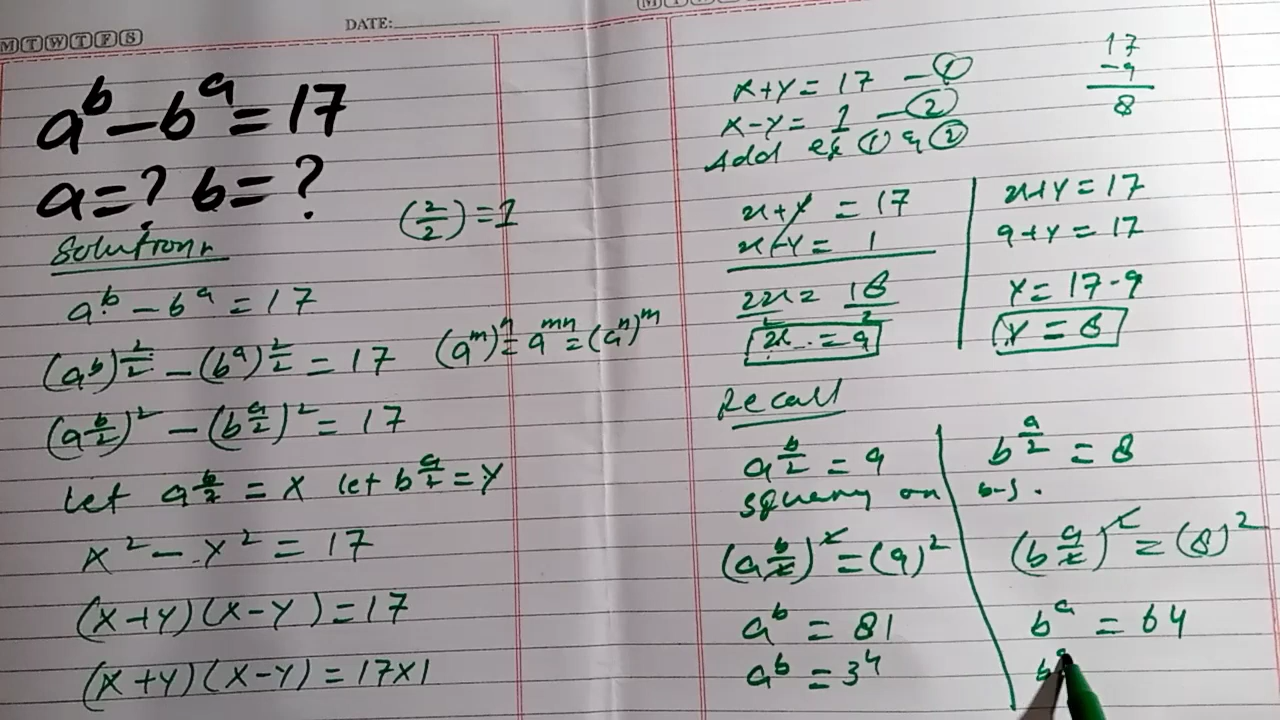 DATE:
M T W T F S
a^b - b^a = 17
a = ? b = ?
(2/2) = 1
Solution
a^b - b^a = 17
(a^b)^2/2 - (b^a)^2/2 = 17
(a^m)^n = a^mn = (a^n)^m
(a^b/2)^2 - (b^a/2)^2 = 17
let a^b/2 = x let b^a/2 = y
x^2 - y^2 = 17
(x+y)(x-y) = 17
(x+y)(x-y) = 17x1
x+y = 17 -①
x-y = 1 -②
Add eq ① & ②
17
-9
8
x+y = 17
x-y = 1
2x = 18
2 2
x = 9
x+y = 17
9+y = 17
y = 17-9
y = 8
Recall
a^b/2 = 9
b^a/2 = 8
squaring on b-s.
(a^b/2)^2 = (9)^2
(b^a/2)^2 = (8)^2
a^b = 81
b^a = 64
a^b = 3^4
b^a